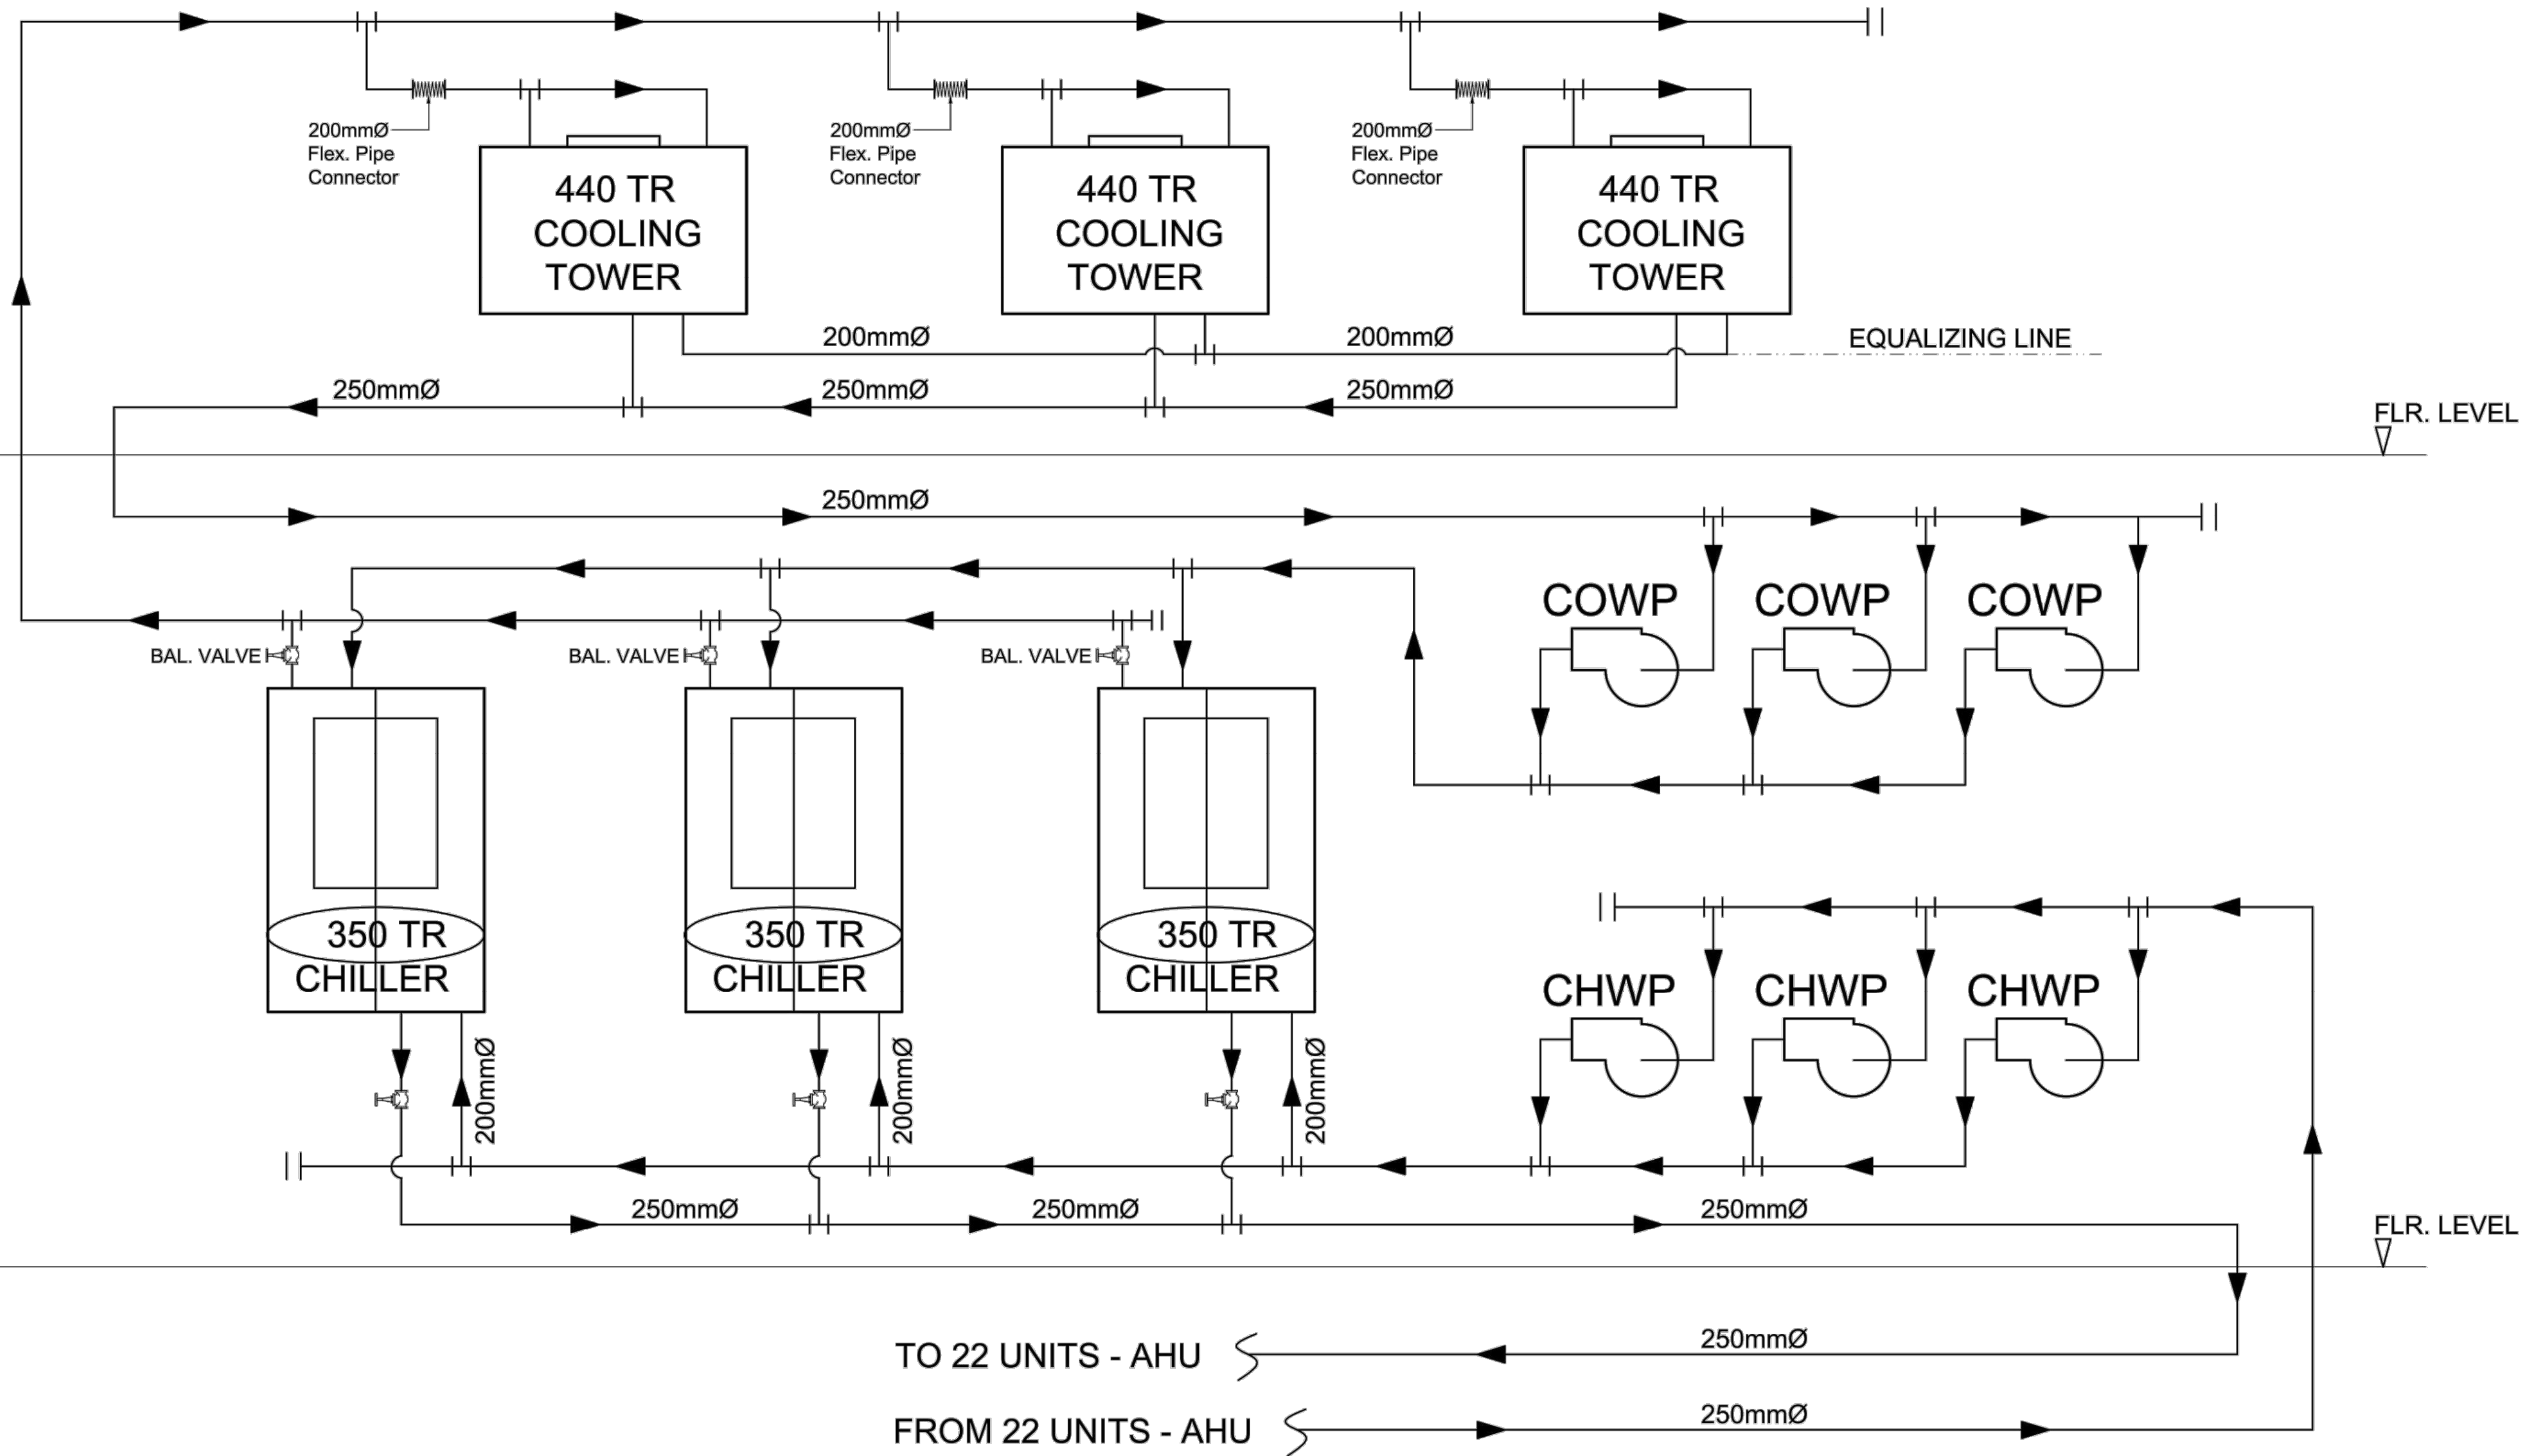 200mmØ
Flex. Pipe
Connector
200mmØ
Flex. Pipe
Connector
200mmØ
Flex. Pipe
Connector
440 TR
COOLING
TOWER
440 TR
COOLING
TOWER
440 TR
COOLING
TOWER
200mmØ
200mmØ
EQUALIZING LINE
250mmØ
250mmØ
250mmØ
FLR. LEVEL
250mmØ
COWP
COWP
COWP
BAL. VALVE
BAL. VALVE
BAL. VALVE
350 TR
CHILLER
350 TR
CHILLER
350 TR
CHILLER
CHWP
CHWP
CHWP
200mmØ
200mmØ
200mmØ
250mmØ
250mmØ
250mmØ
FLR. LEVEL
TO 22 UNITS - AHU
250mmØ
FROM 22 UNITS - AHU
250mmØ